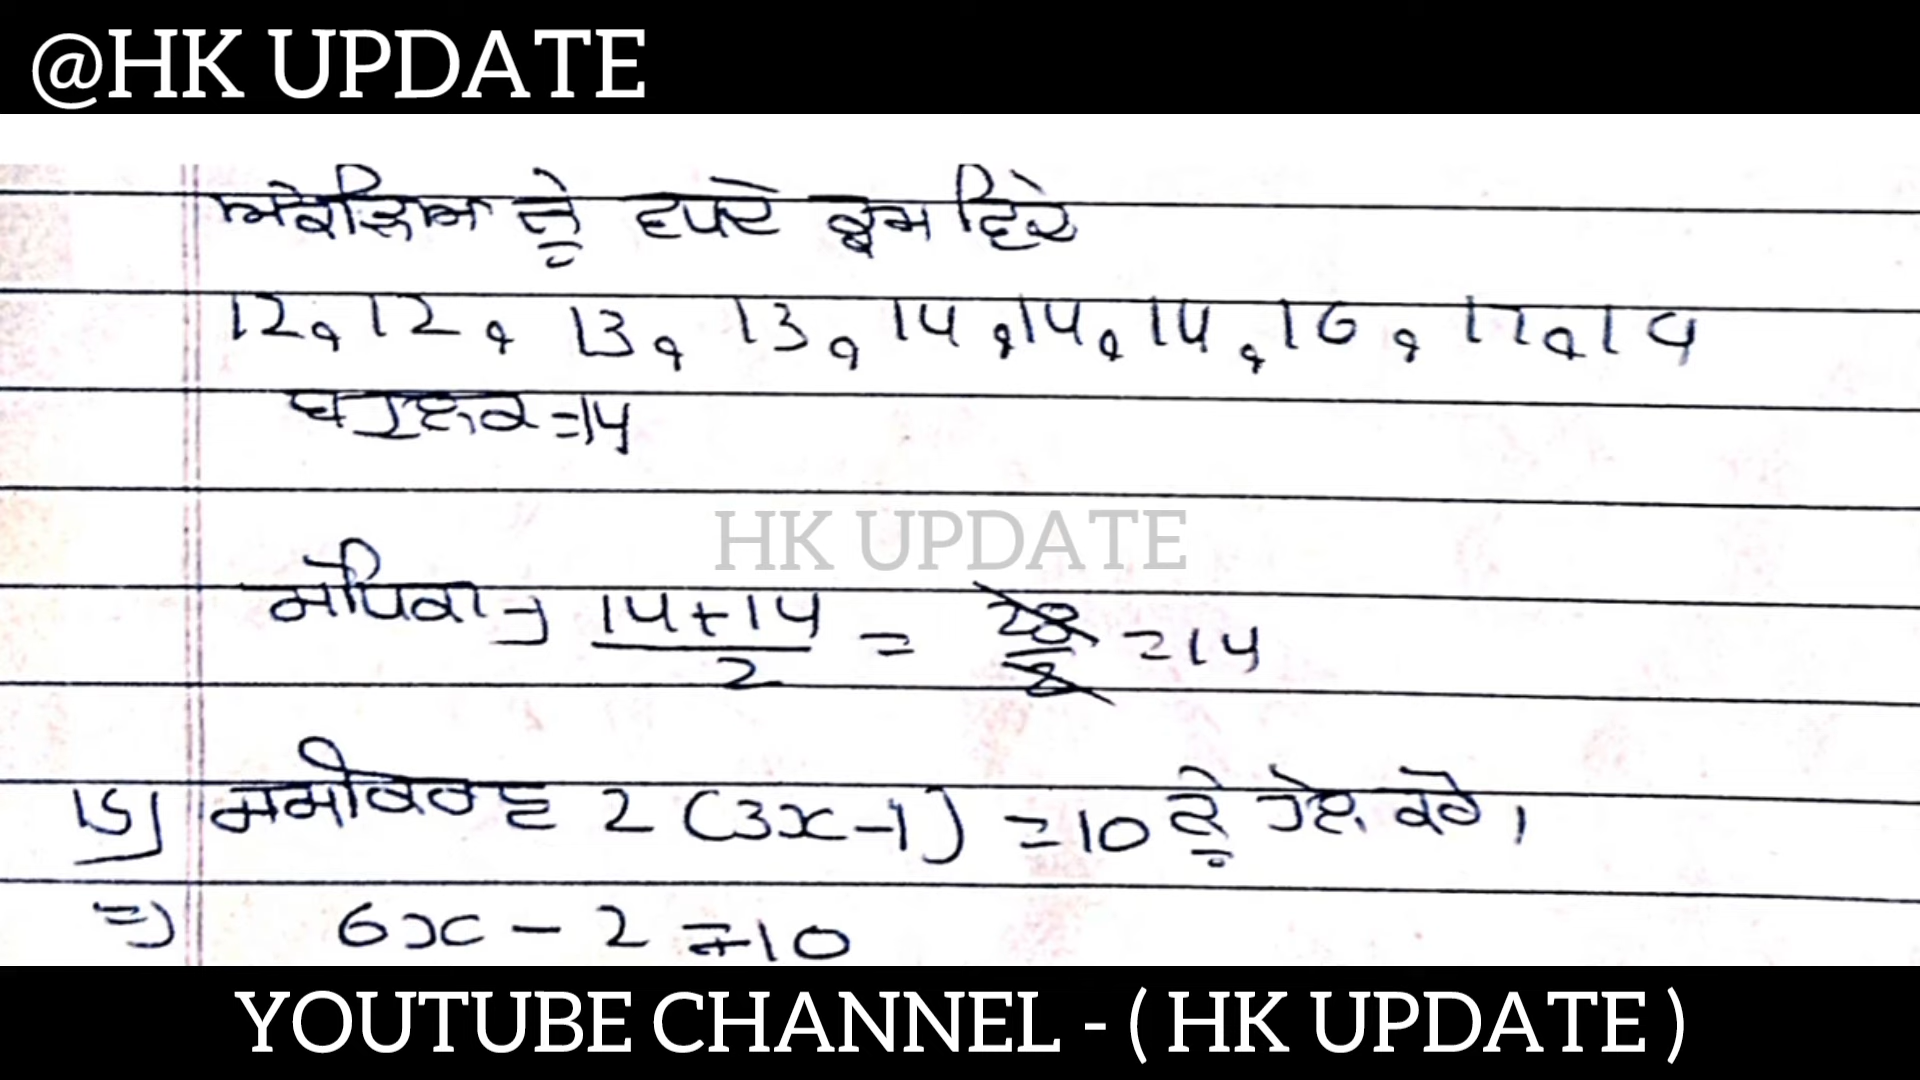 @HK UPDATE
ਅੰਕੜਿਆ ਨੂੰ ਵਧਦੇ ਕ੍ਰਮ ਵਿਚ
12, 12, 13, 13, 14, 14, 14, 16,
ਬਹੁਲਕ = 14
HK UPDATE
ਮੱਧਿਕਾ ⇒ 14+14/2 = 28/2 = 14
15) ਸਮੀਕਰਣ 2 (3x-1) = 10 ਨੂੰ ਹੱਲ ਕਰੋ।
⇒ 6x - 2 = 10
YOUTUBE CHANNEL - ( HK UPDATE )